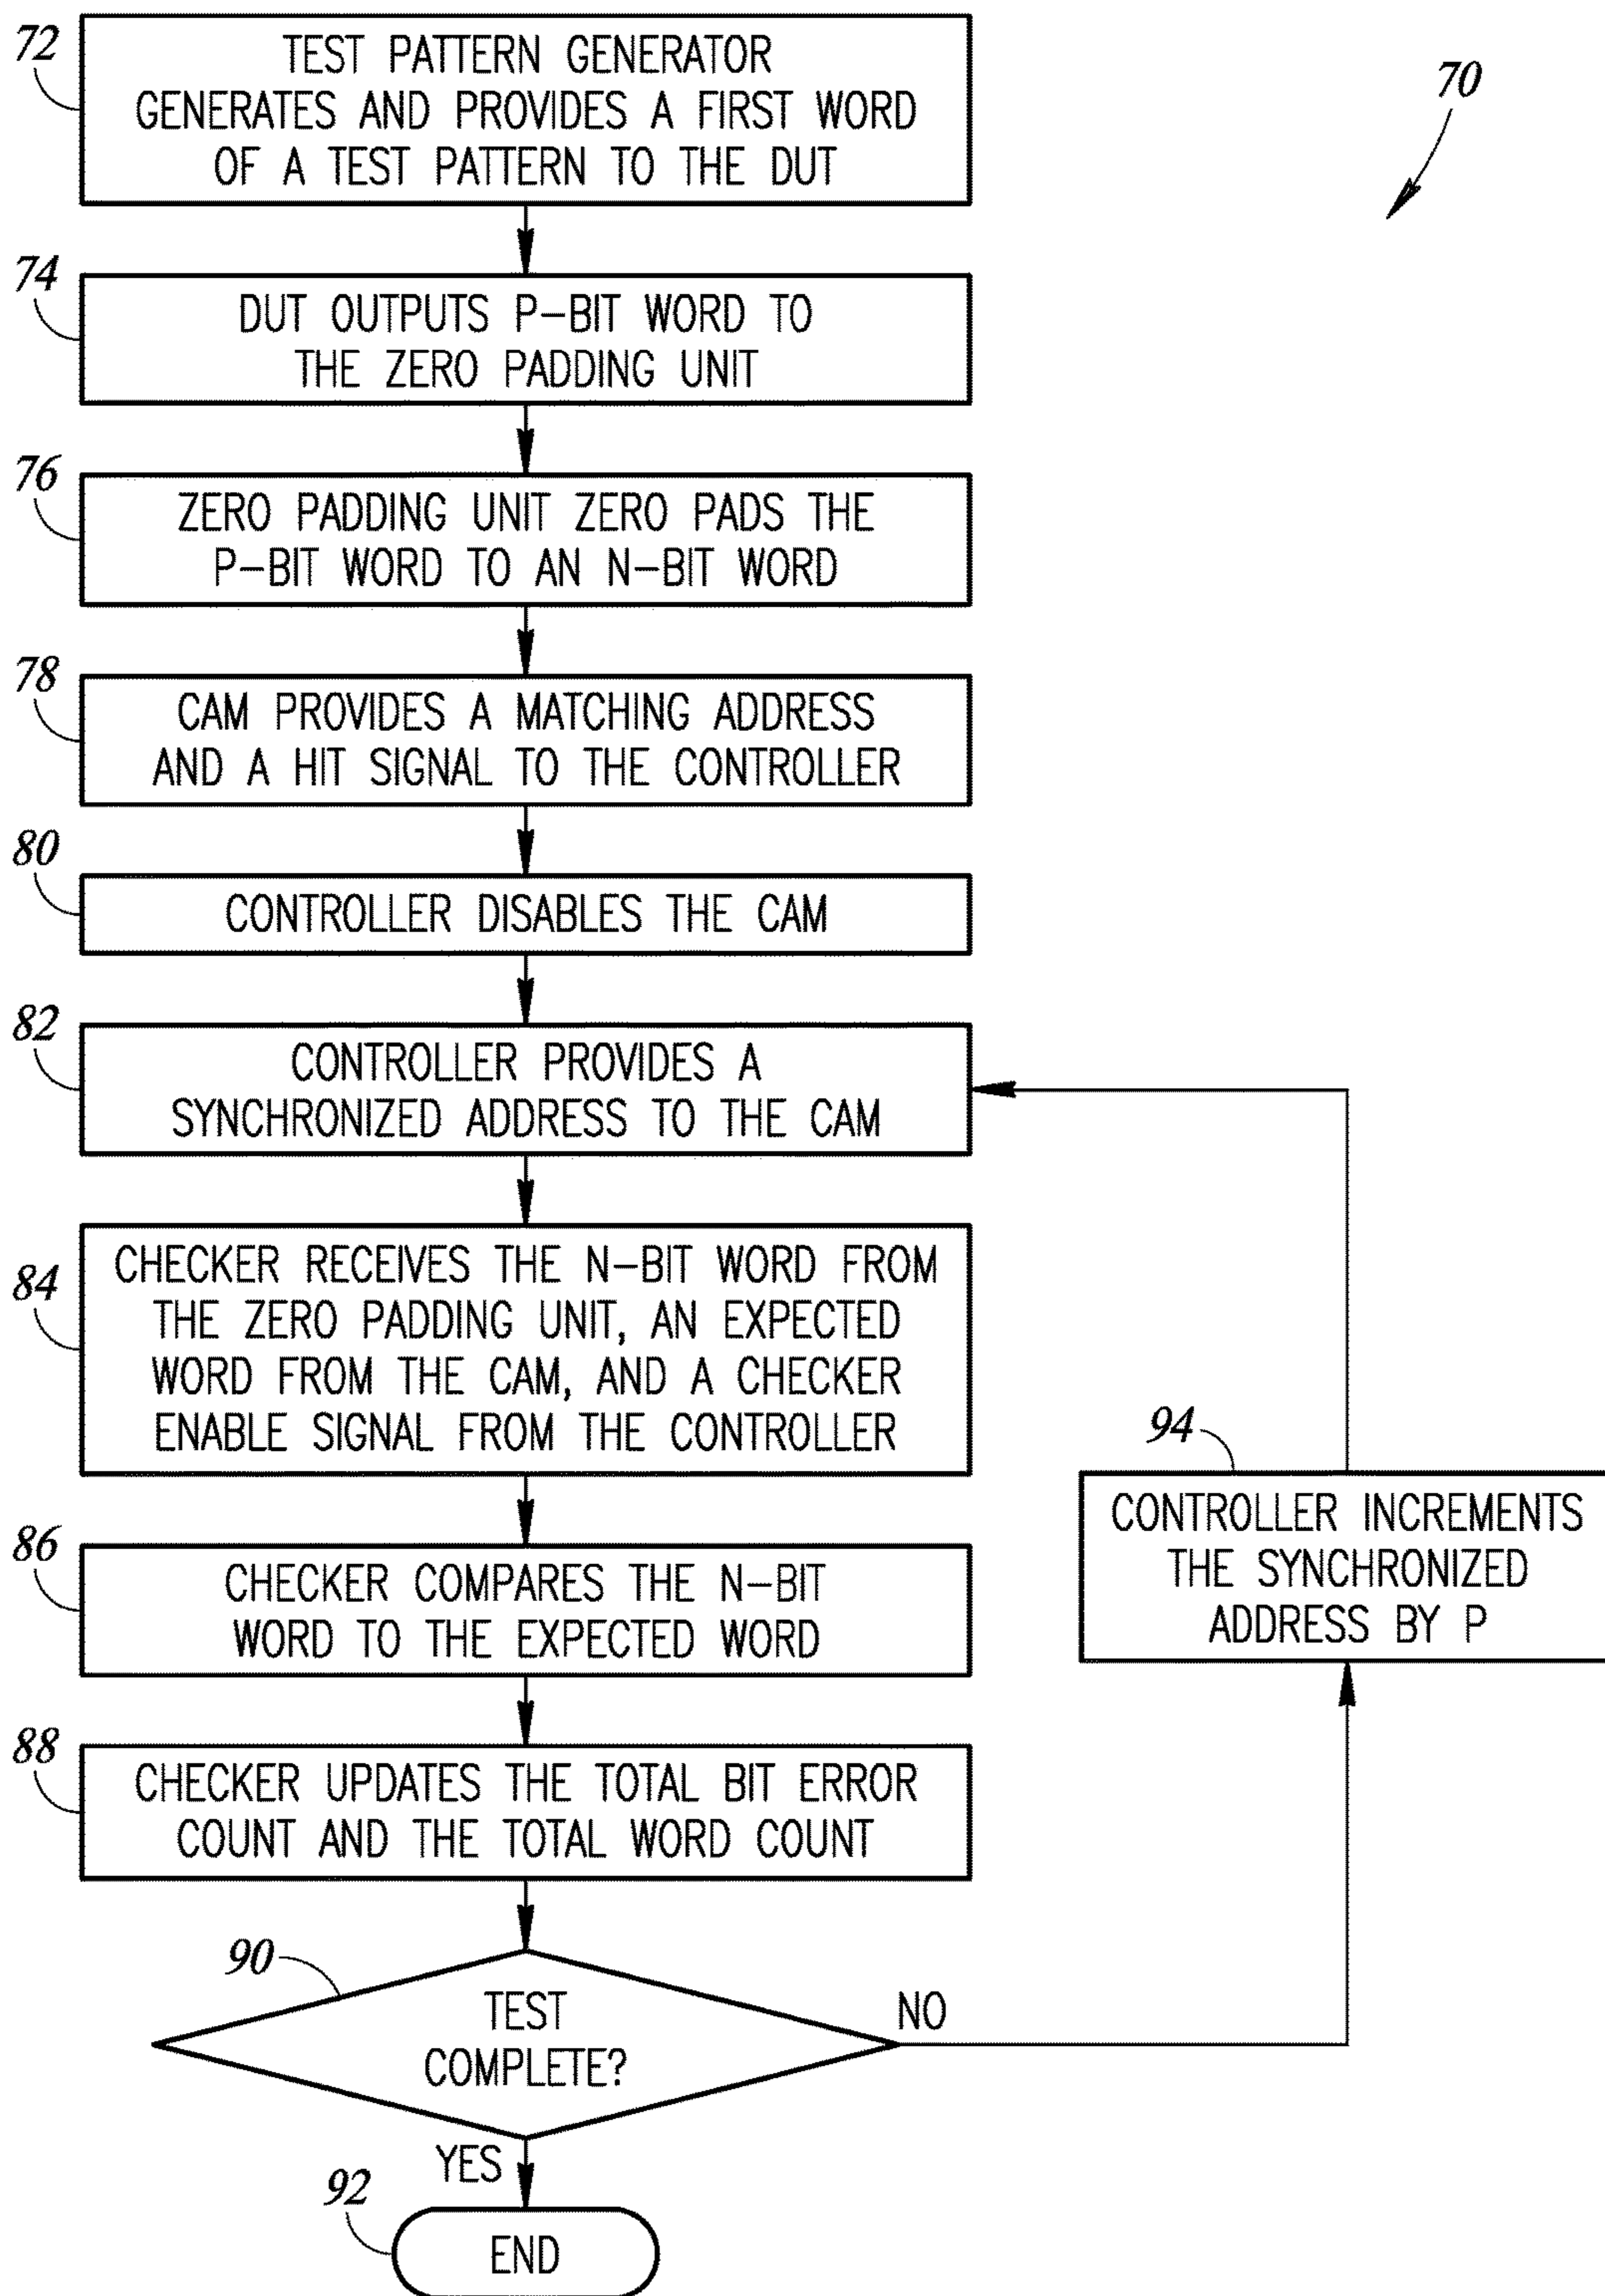 72
TEST PATTERN GENERATOR
GENERATES AND PROVIDES A FIRST WORD
OF A TEST PATTERN TO THE DUT
70
74
DUT OUTPUTS P-BIT WORD TO
THE ZERO PADDING UNIT
76
ZERO PADDING UNIT ZERO PADS THE
P-BIT WORD TO AN N-BIT WORD
78
CAM PROVIDES A MATCHING ADDRESS
AND A HIT SIGNAL TO THE CONTROLLER
80
CONTROLLER DISABLES THE CAM
82
CONTROLLER PROVIDES A
SYNCHRONIZED ADDRESS TO THE CAM
84
CHECKER RECEIVES THE N-BIT WORD FROM
THE ZERO PADDING UNIT, AN EXPECTED
WORD FROM THE CAM, AND A CHECKER
ENABLE SIGNAL FROM THE CONTROLLER
86
CHECKER COMPARES THE N-BIT
WORD TO THE EXPECTED WORD
88
CHECKER UPDATES THE TOTAL BIT ERROR
COUNT AND THE TOTAL WORD COUNT
90
TEST
COMPLETE?
NO
94
CONTROLLER INCREMENTS
THE SYNCHRONIZED
ADDRESS BY P
YES
92
END